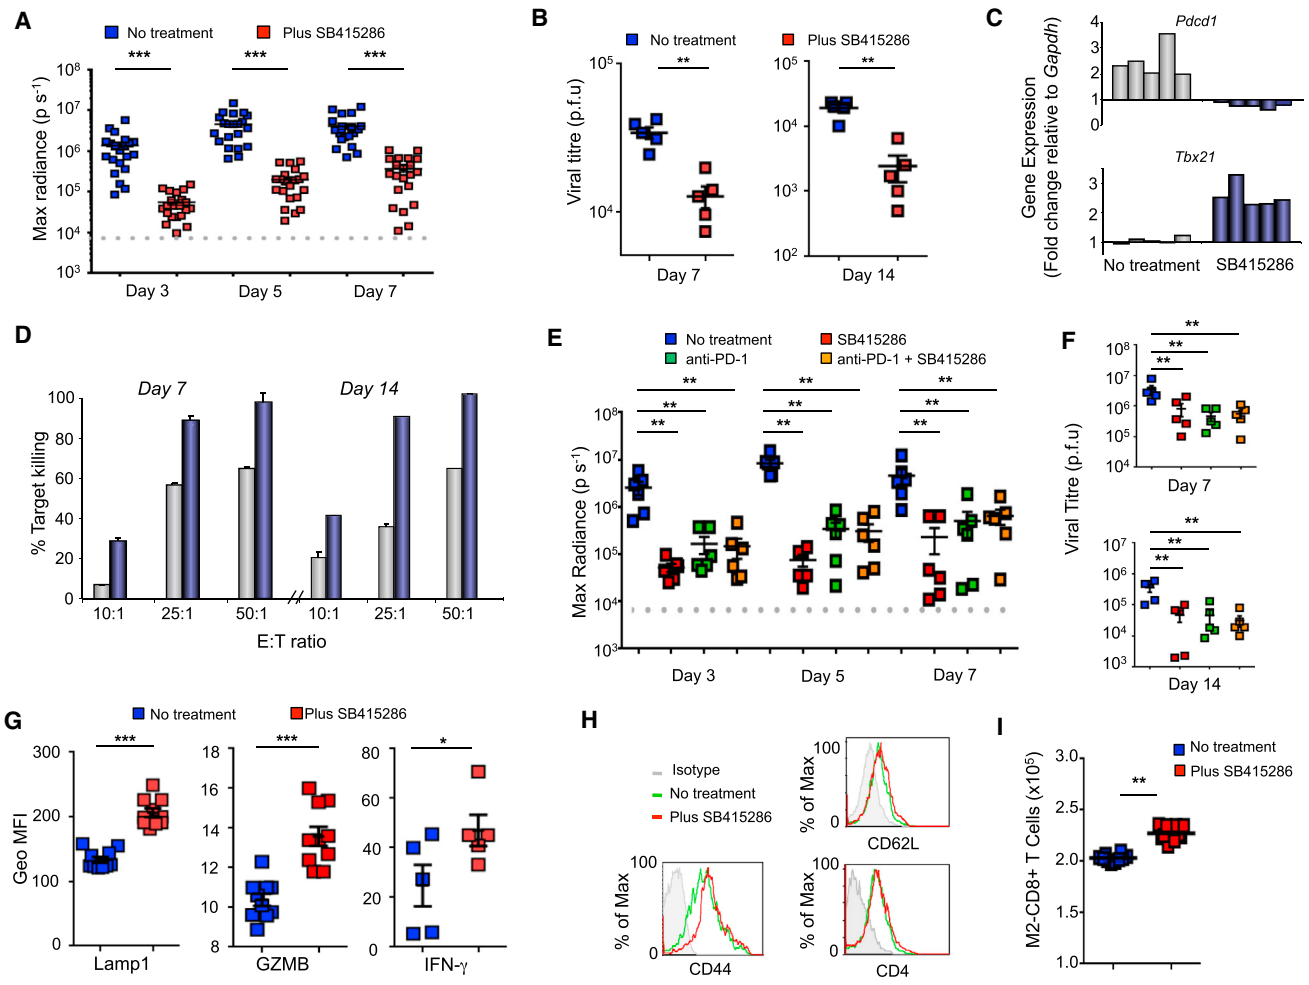 A
No treatment
Plus SB415286
***
***
***
Max radiance (p s-1)
10^8
10^7
10^6
10^5
10^4
10^3
Day 3
Day 5
Day 7
B
No treatment
Plus SB415286
Viral titre (p.f.u)
10^5
10^4
**
Day 7
10^5
10^4
10^3
10^2
**
Day 14
C
Gene Expression
(Fold change relative to Gapdh)
Pdcd1
4
3
2
1
0
Tbx21
3
2
1
No treatment
SB415286
D
% Target killing
100
80
60
40
20
0
Day 7
Day 14
10:1
25:1
50:1
10:1
25:1
50:1
E:T ratio
E
No treatment
SB415286
anti-PD-1
anti-PD-1 + SB415286
Max Radiance (p s-1)
10^8
10^7
10^6
10^5
10^4
10^3
**
**
**
**
**
**
**
**
**
Day 3
Day 5
Day 7
F
Viral Titre (p.f.u)
**
**
**
10^8
10^7
10^6
10^5
10^4
Day 7
**
**
**
10^7
10^6
10^5
10^4
10^3
Day 14
G
No treatment
Plus SB415286
Geo MFI
300
200
100
0
***
Lamp1
18
16
14
12
10
8
***
GZMB
80
60
40
20
0
*
IFN-γ
H
Isotype
No treatment
Plus SB415286
100
% of Max
0
CD62L
100
% of Max
0
CD44
100
% of Max
0
CD4
I
No treatment
Plus SB415286
M2-CD8+ T Cells (x10^5)
3.0
2.5
2.0
1.5
1.0
**